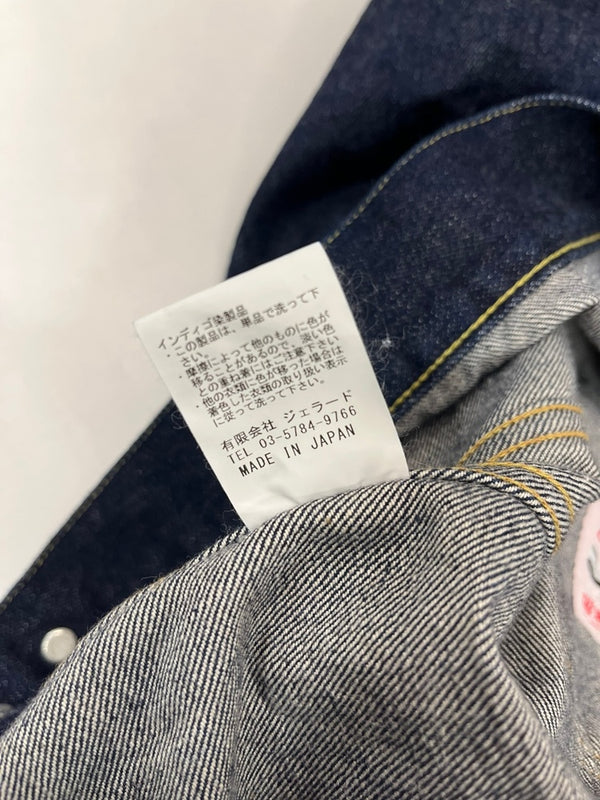 インディゴ染製品
・この製品は、単品で洗って下
さい。
・摩擦によって他のものに色が
移ることがあるので、淡い色
との重ね着にはご注意下さい
・他の衣類に色が移った場合は
着色した衣類の取り扱い表示
に従って洗って下さい。
有限会社 ジェラード
TEL 03-5784-9766
MADE IN JAPAN